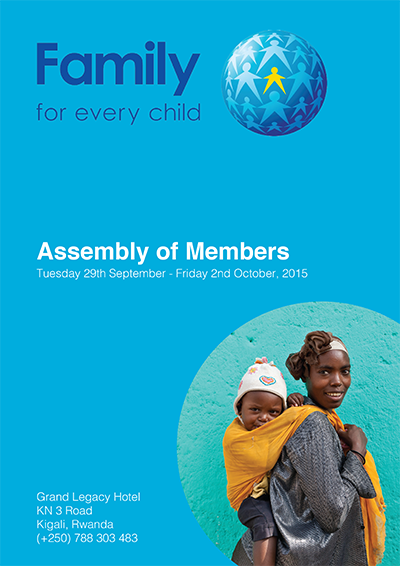 Family
for every child
Assembly of Members
Tuesday 29th September - Friday 2nd October, 2015
Grand Legacy Hotel
KN 3 Road
Kigali, Rwanda
(+250) 788 303 483